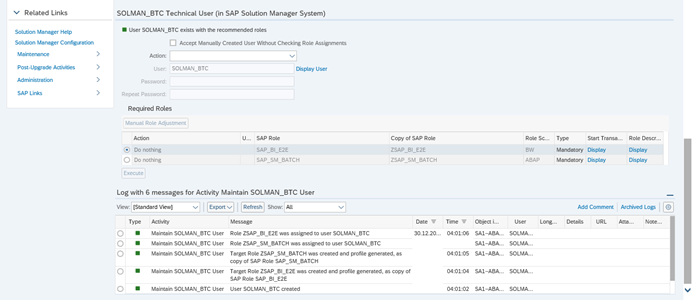 Related Links
Solution Manager Help
Solution Manager Configuration
Maintenance
Post-Upgrade Activities
Administration
SAP Links
SOLMAN_BTC Technical User (in SAP Solution Manager System)
User SOLMAN_BTC exists with the recommended roles
Accept Manually Created User Without Checking Role Assignments
Action:
User: SOLMAN_BTC Display User
Password:
Repeat Password:
Required Roles
Manual Role Adjustment
Action U... SAP Role Copy of SAP Role Role Sc... Type Start Transa... Role Descr...
Do nothing SAP_BI_E2E ZSAP_BI_E2E BW Mandatory Display Display
Do nothing SAP_SM_BATCH ZSAP_SM_BATCH ABAP Mandatory Display Display
Execute
Log with 6 messages for Activity Maintain SOLMAN_BTC User
View: [Standard View] Export Refresh Show: All Add Comment Archived Logs
Type Activity Message Date Time Object i... User Long... Details URL Atta... Note...
Maintain SOLMAN_BTC User Role ZSAP_BI_E2E was assigned to user SOLMAN_BTC 30.12.20... 04:01:06 SA1~ABA... SOLMA...
Maintain SOLMAN_BTC User Role ZSAP_SM_BATCH was assigned to user SOLMAN_BTC SA1~ABA... SOLMA...
Maintain SOLMAN_BTC User Target Role ZSAP_SM_BATCH was created and profile generated, as 04:01:05 SA1~ABA... SOLMA...
copy of SAP Role SAP_SM_BATCH
Maintain SOLMAN_BTC User Target Role ZSAP_BI_E2E was created and profile generated, as copy of 04:01:04 SA1~ABA... SOLMA...
SAP Role SAP_BI_E2E
Maintain SOLMAN_BTC User User SOLMAN_BTC created 04:01:02 SA1~ABA... SOLMA...